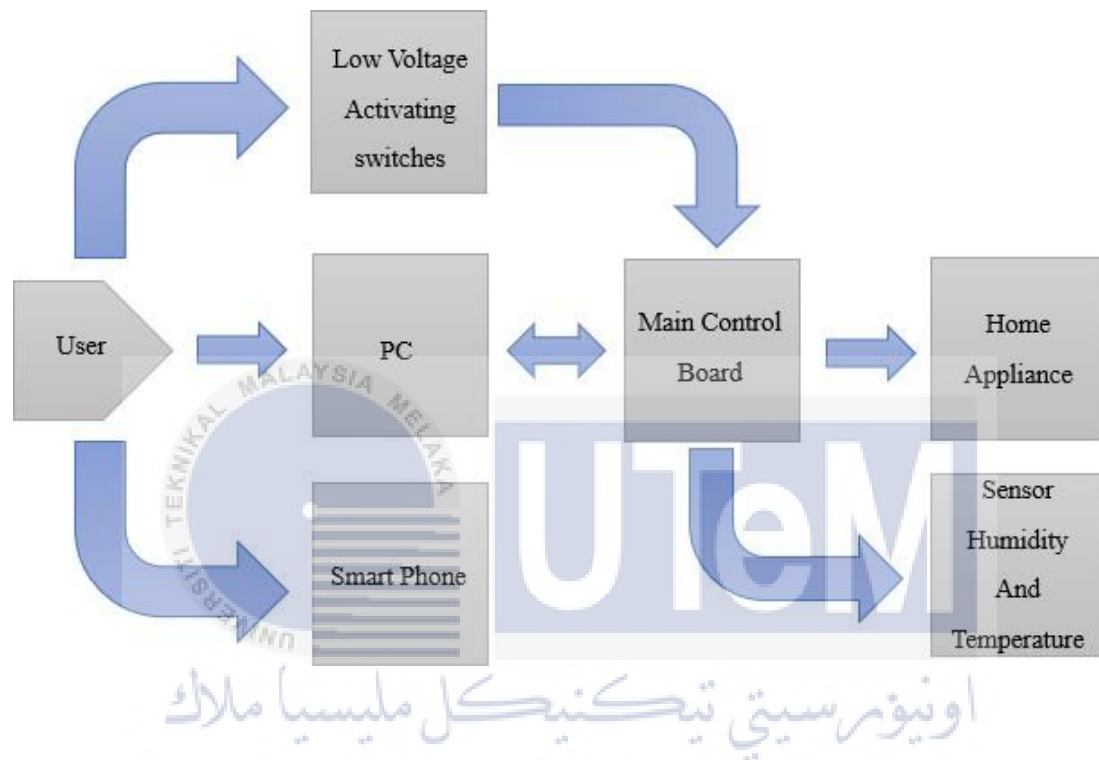 Low Voltage
Activating
switches
User
PC
Main Control
Board
Home
Appliance
Smart Phone
Sensor
Humidity
And
Temperature
UNIVERSITI TEKNIKAL MALAYSIA MELAKA
UTeM
اونيۏرسيتي تيكنيكل مليسيا ملاك